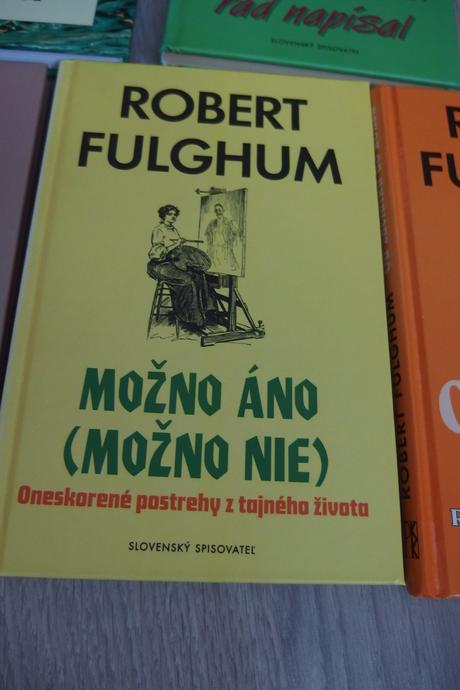 rád napísal
SLOVENSKÝ SPISOVATEĽ
ROBERT
FULGHUM
MOŽNO ÁNO
(MOŽNO NIE)
Oneskorené postrehy z tajného života
SLOVENSKÝ SPISOVATEĽ
ROBERT FULGHUM